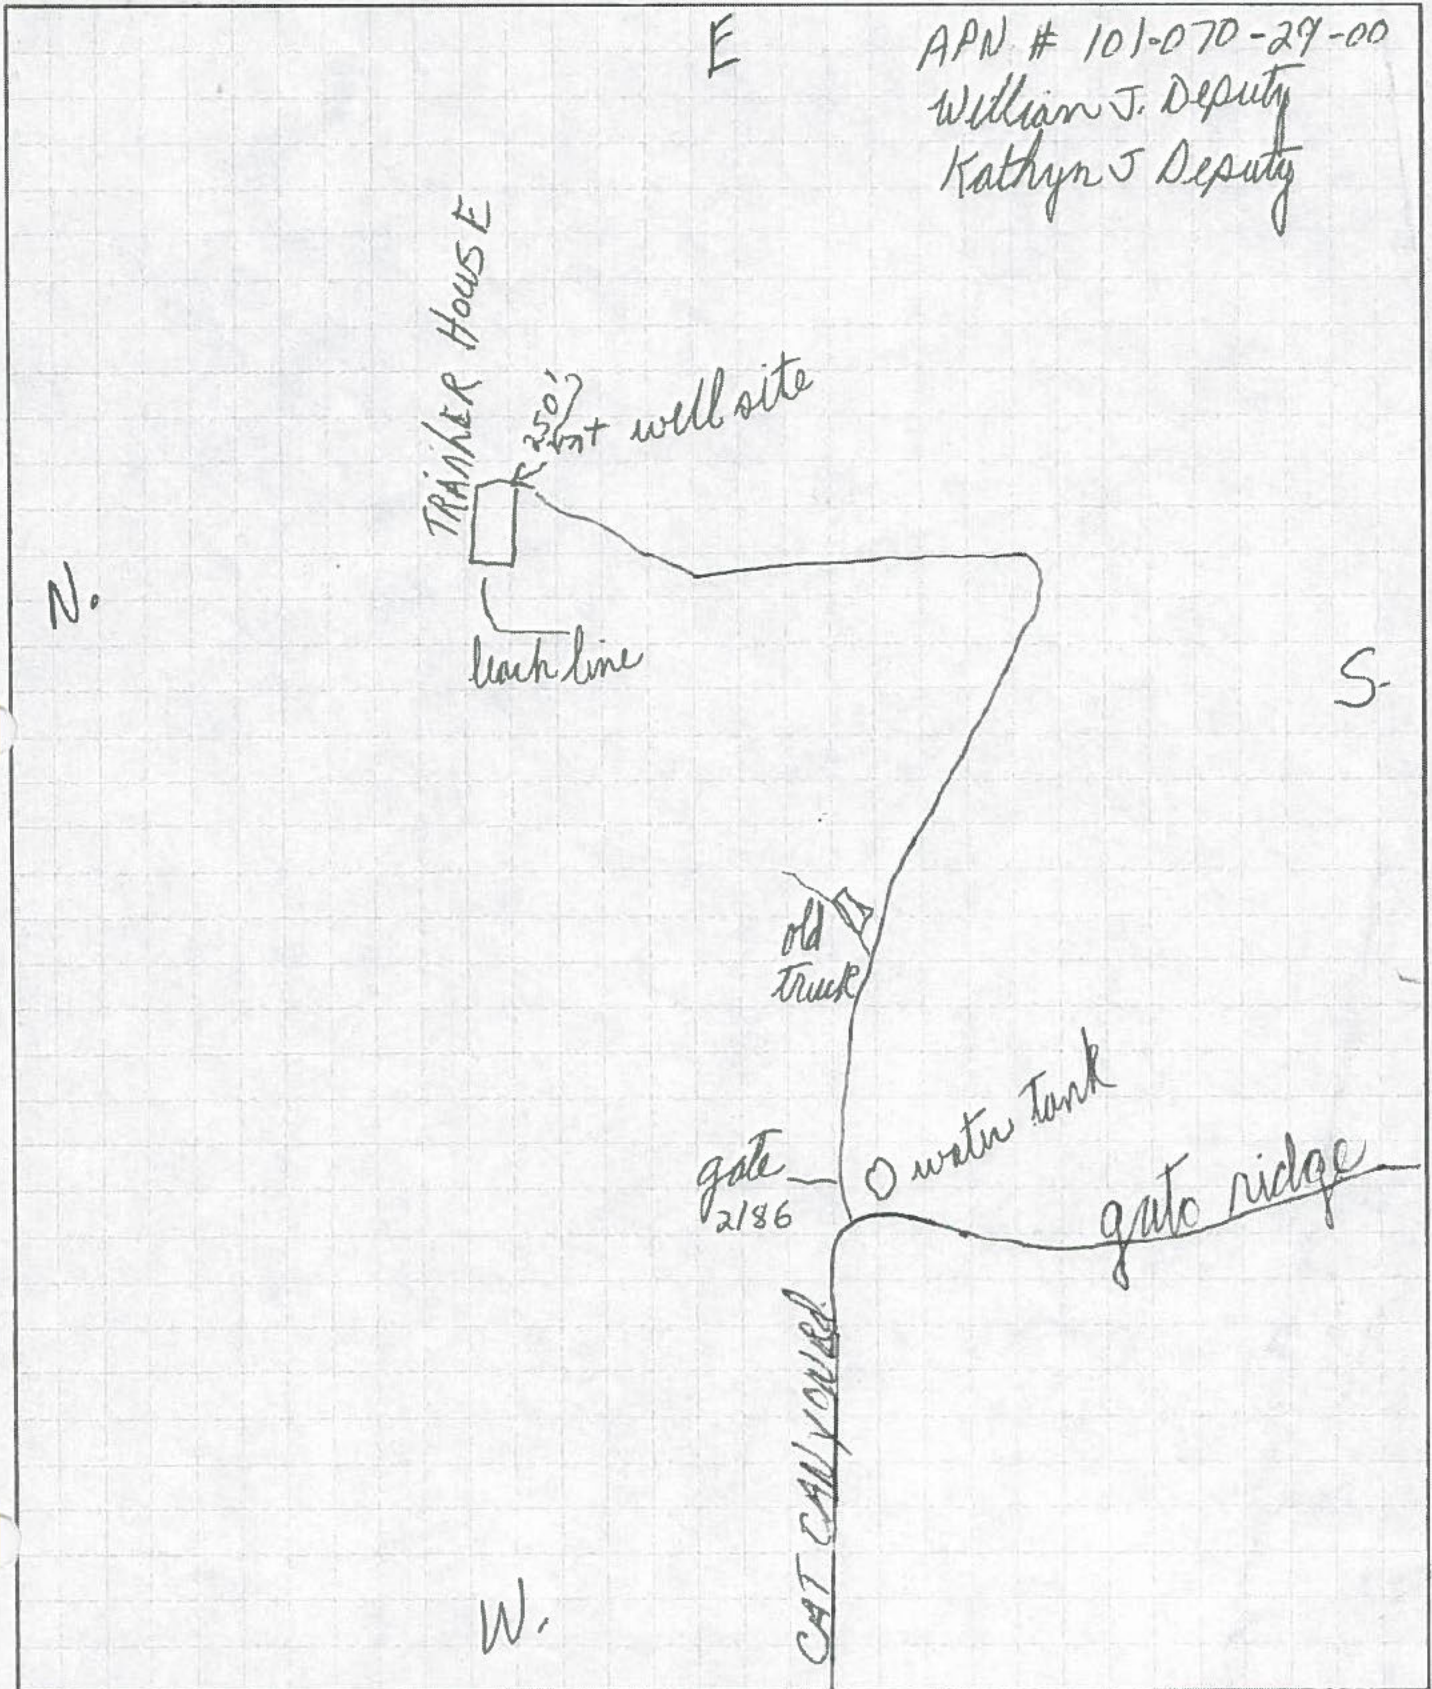 E
APN # 101-070-29-00
William J. Deputy
Kathyn J Deputy
TRAILER HOUSE
250'
well site
N.
leach line
S.
old
truck
water tank
gate
2186
gato ridge
CAT CANYON Rd.
W.